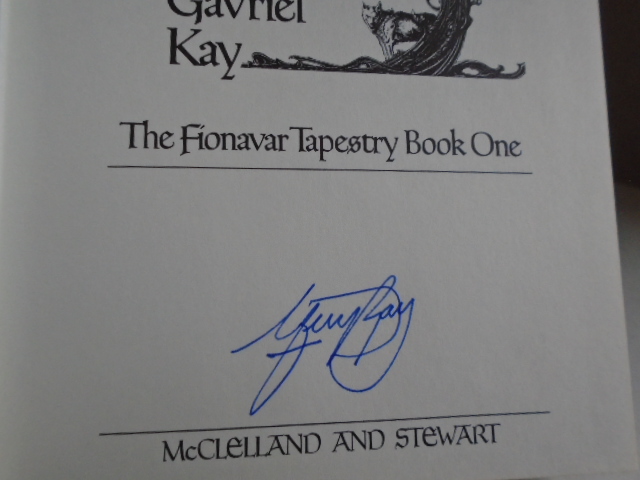 Gavriel
Kay
The Fionavar Tapestry Book One
McCLELLAND AND STEWART